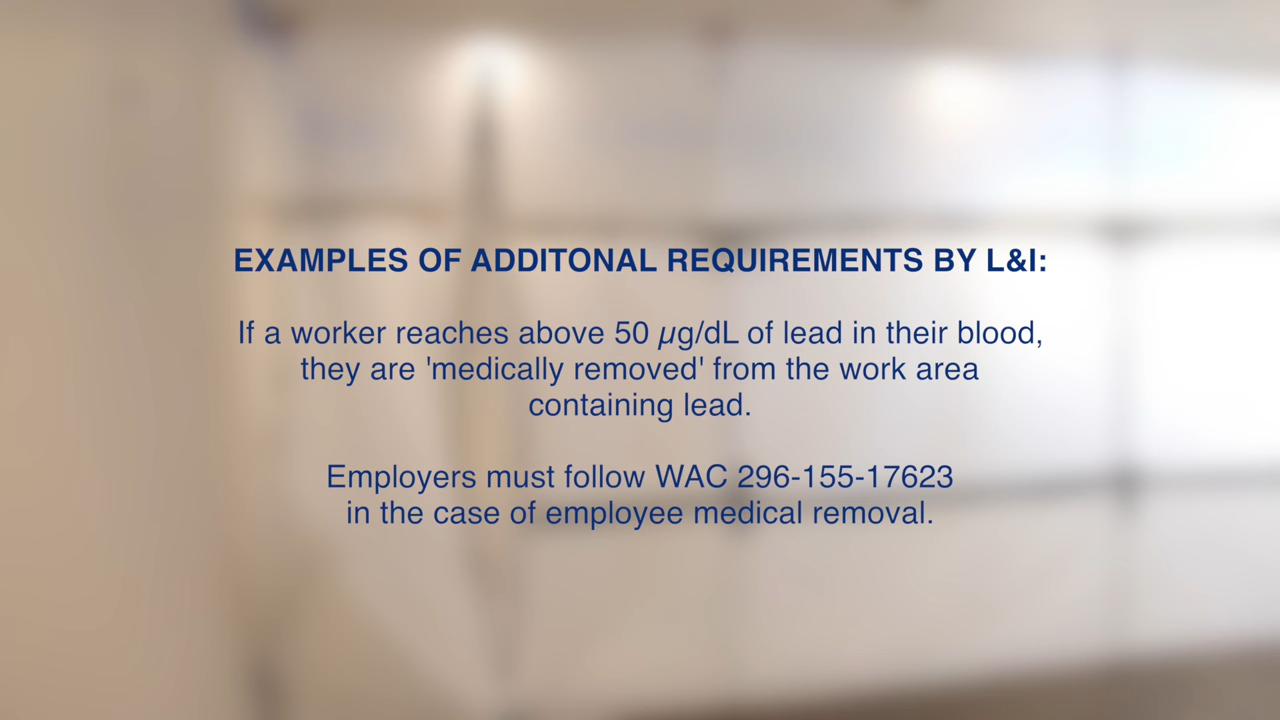 EXAMPLES OF ADDITONAL REQUIREMENTS BY L&I:
If a worker reaches above 50 µg/dL of lead in their blood,
they are 'medically removed' from the work area
containing lead.
Employers must follow WAC 296-155-17623
in the case of employee medical removal.